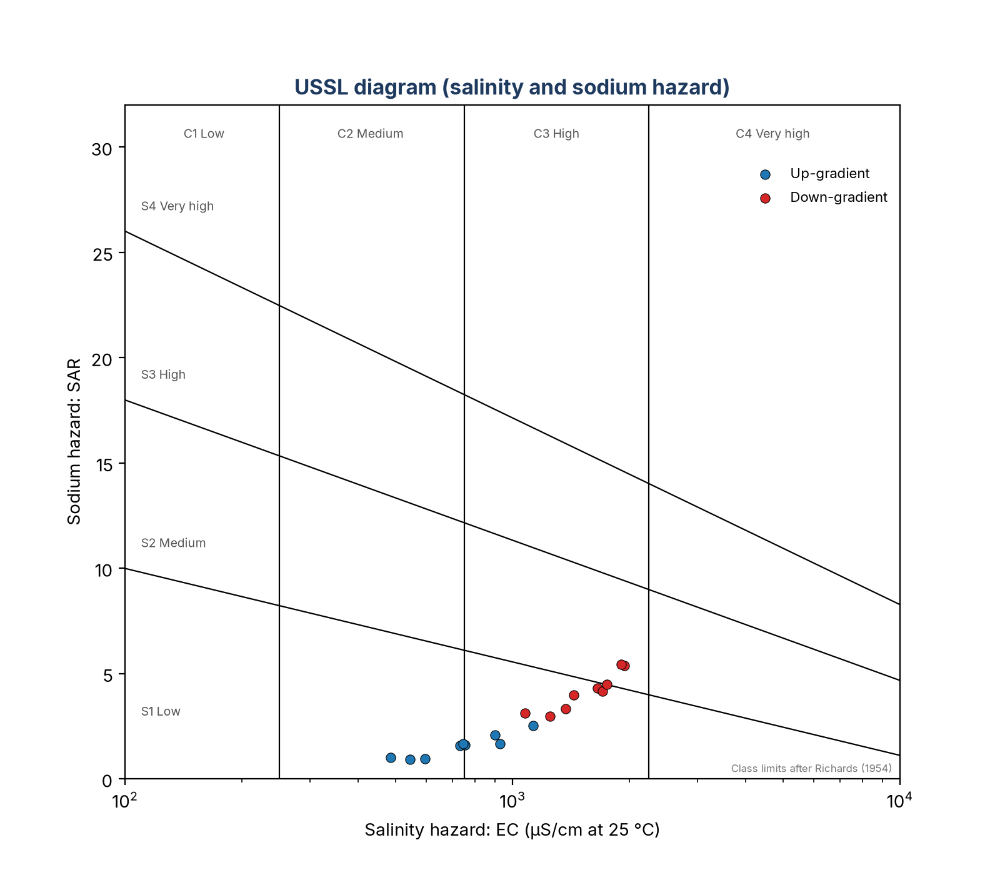 USSL diagram (salinity and sodium hazard)
C1 Low
C2 Medium
C3 High
C4 Very high
Up-gradient
Down-gradient
S4 Very high
S3 High
S2 Medium
S1 Low
Class limits after Richards (1954)
30
25
20
15
10
5
0
Sodium hazard: SAR
10²
10³
10⁴
Salinity hazard: EC (µS/cm at 25 °C)